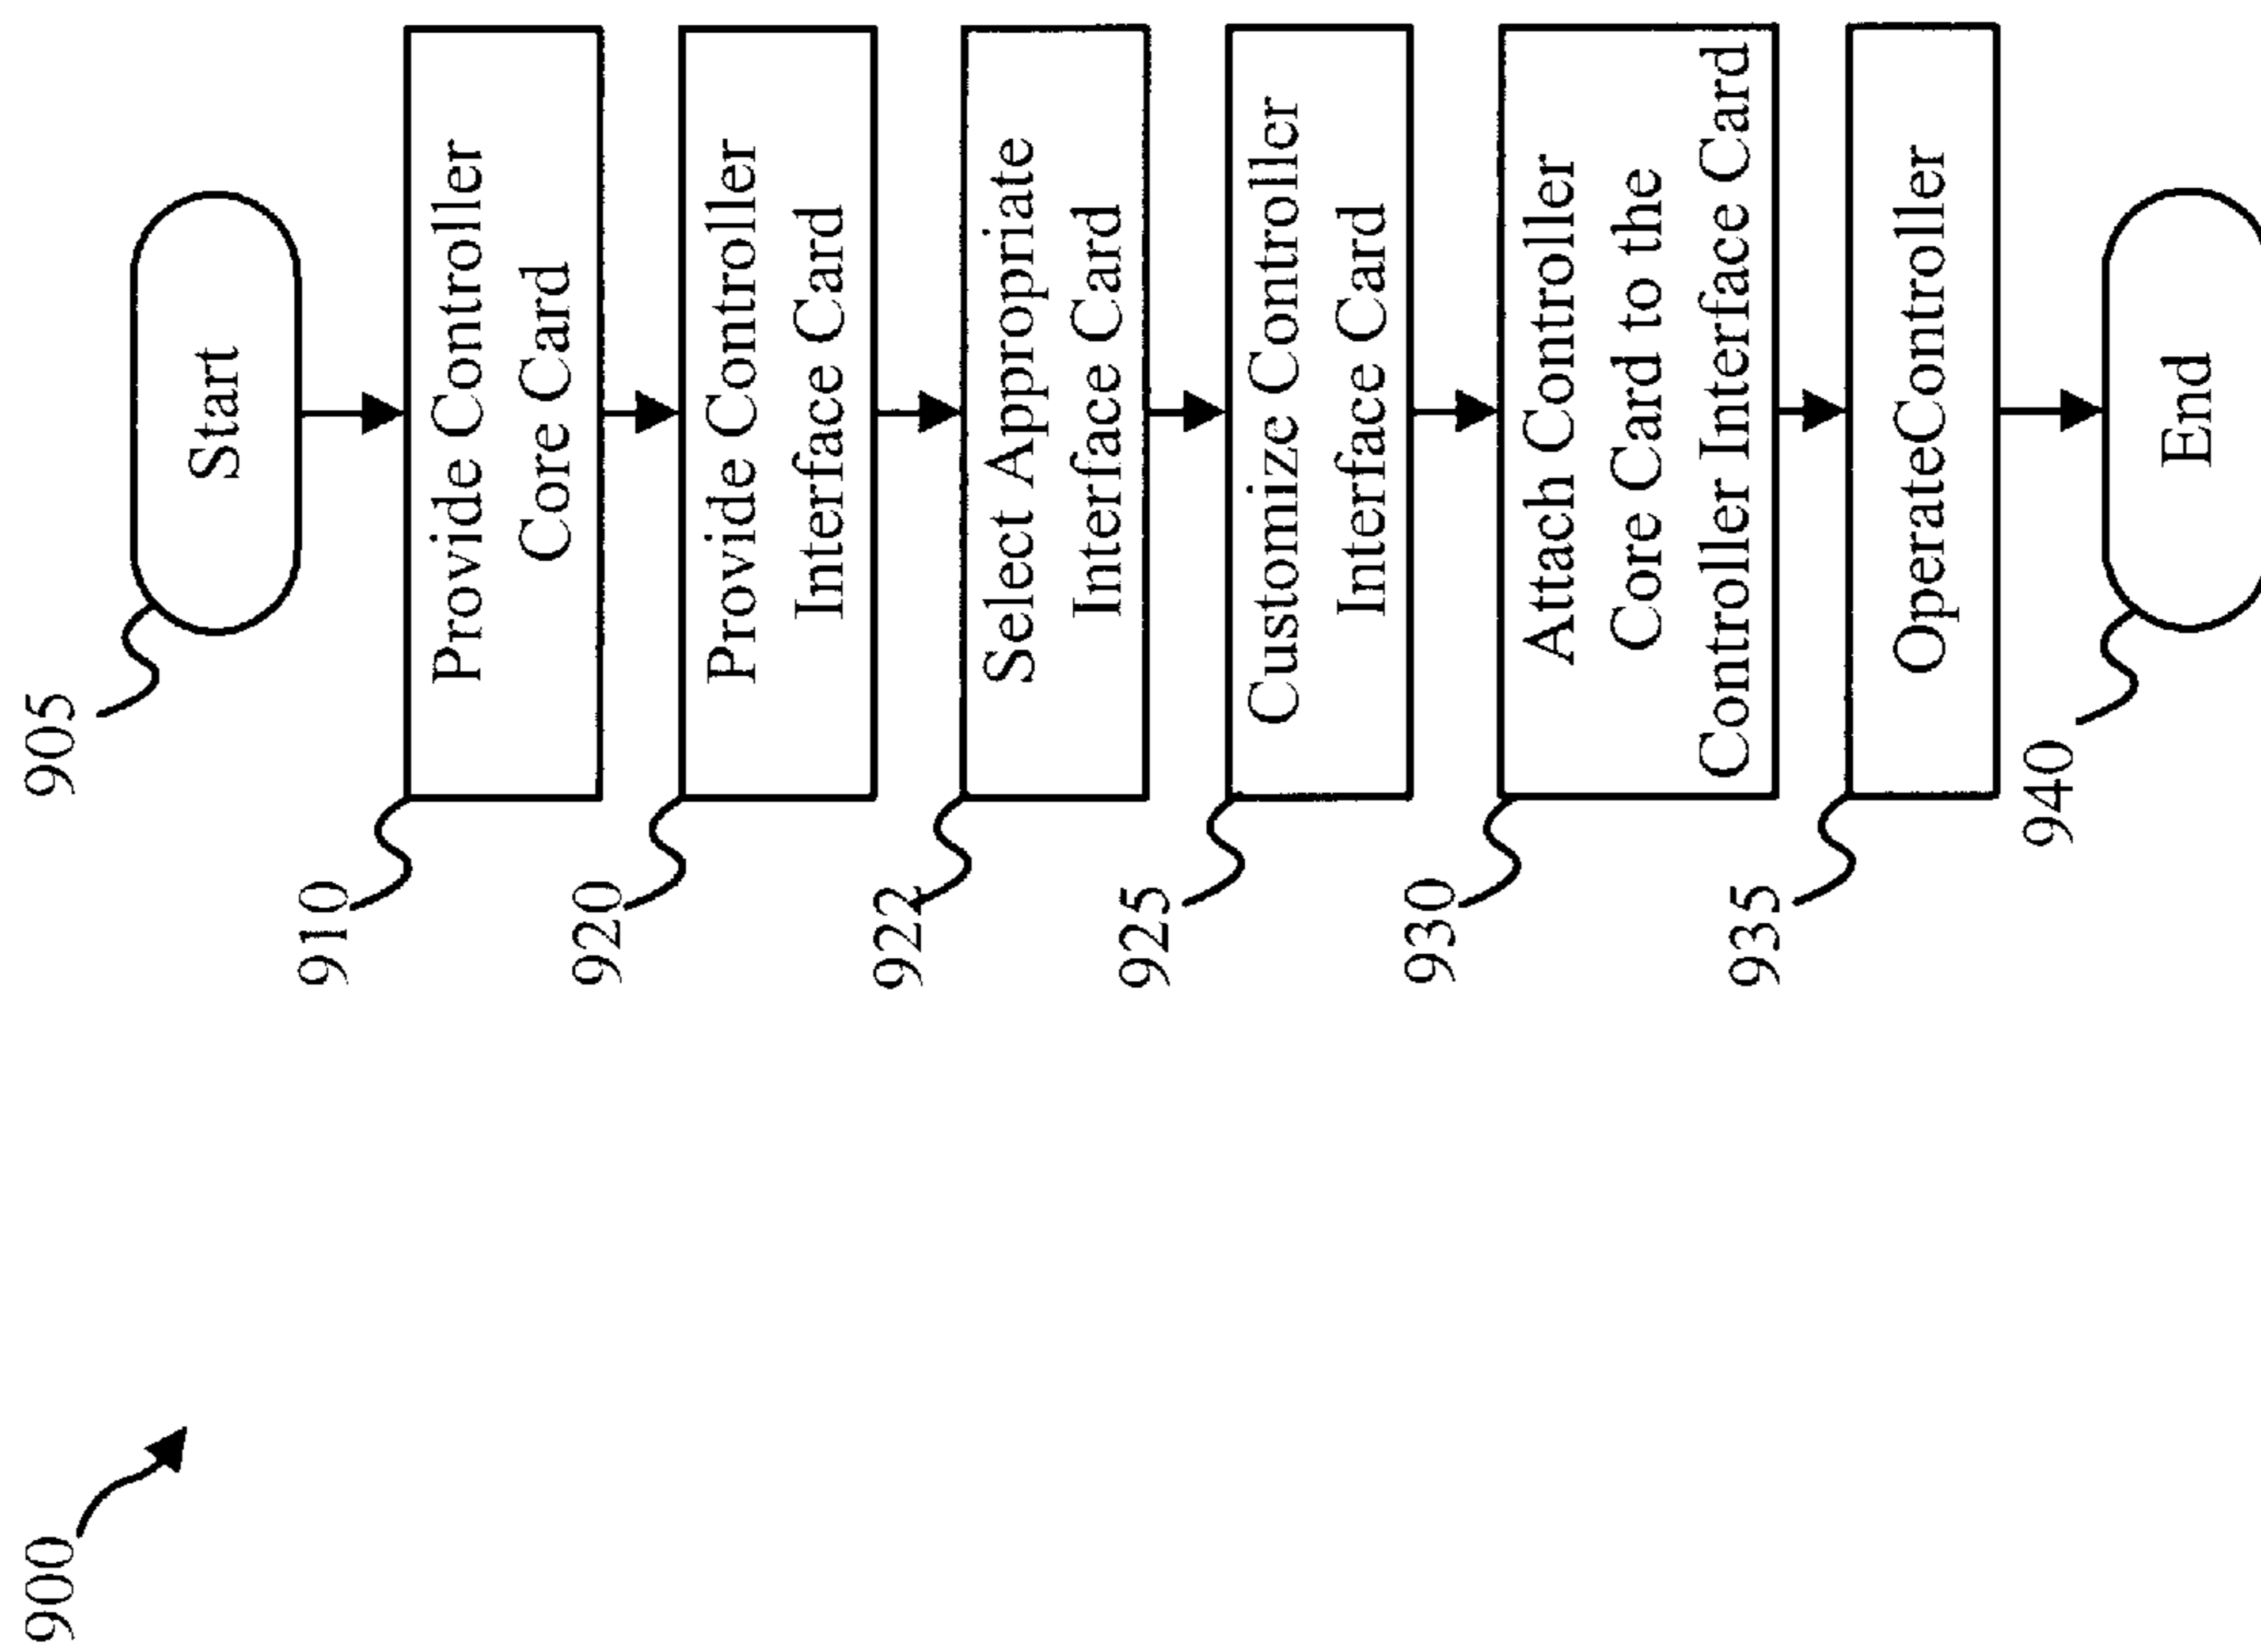 900
905
Start
910
Provide Controller
Core Card
920
Provide Controller
Interface Card
922
Select Appropriate
Interface Card
925
Customize Controller
Interface Card
930
Attach Controller
Core Card to the
Controller Interface Card
935
OperateController
940
End